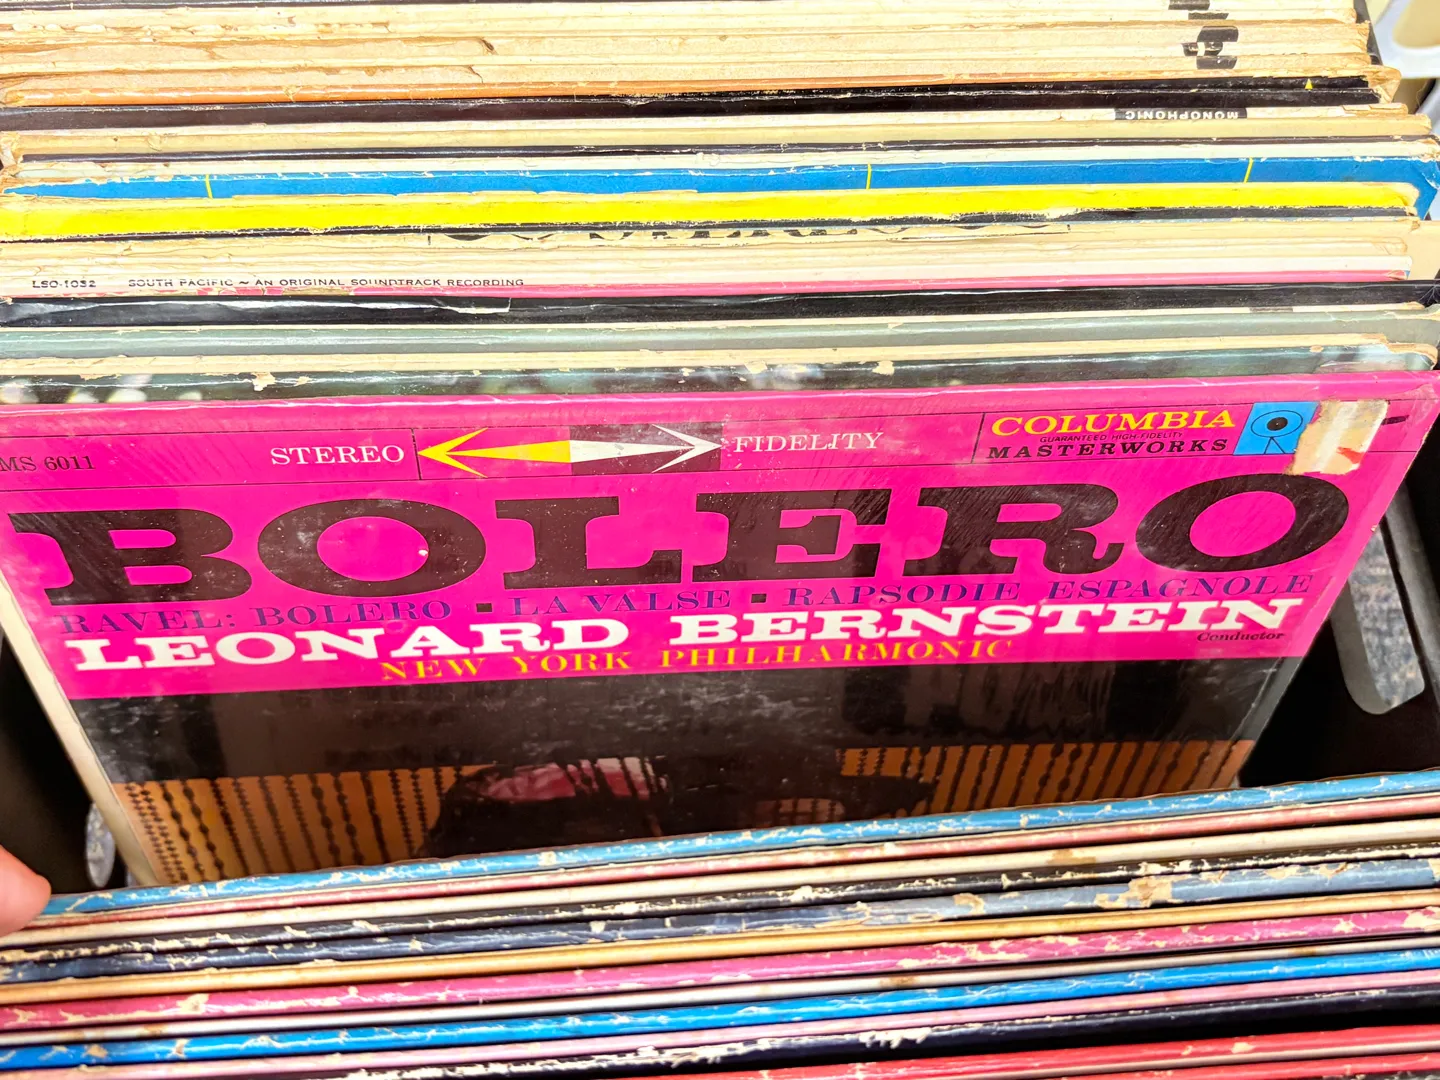 MONOPHONIC
LSO-1032 SOUTH PACIFIC ~ AN ORIGINAL SOUNDTRACK RECORDING
MS 6011
STEREO FIDELITY
COLUMBIA
GUARANTEED HIGH-FIDELITY
MASTERWORKS
BOLERO
RAVEL: BOLERO ▪ LA VALSE ▪ RAPSODIE ESPAGNOLE
LEONARD BERNSTEIN
Conductor
NEW YORK PHILHARMONIC